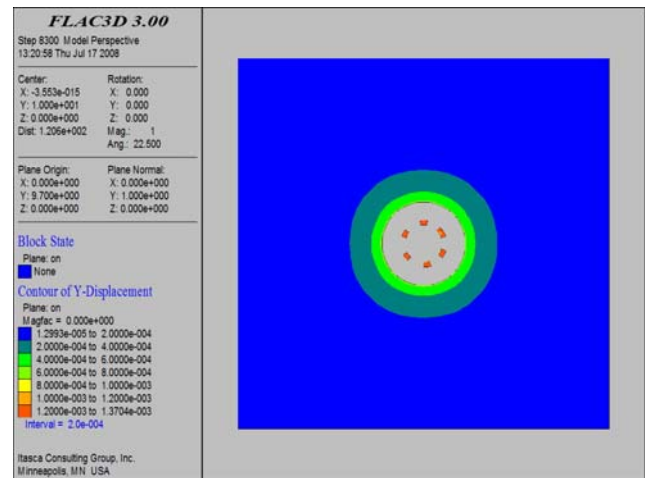 FLAC3D 3.00
Step 8300 Model Perspective
13:20:58 Thu Jul 17 2008
Center: Rotation:
X: -3.553e-015 X: 0.000
Y: 1.000e+001 Y: 0.000
Z: 0.000e+000 Z: 0.000
Dist: 1.206e+002 Mag.: 1
Ang.: 22.500
Plane Origin: Plane Normal:
X: 0.000e+000 X: 0.000e+000
Y: 9.700e+000 Y: 1.000e+000
Z: 0.000e+000 Z: 0.000e+000
Block State
Plane: on
None
Contour of Y-Displacement
Plane: on
Magfac = 0.000e+000
1.2993e-005 to 2.0000e-004
2.0000e-004 to 4.0000e-004
4.0000e-004 to 6.0000e-004
6.0000e-004 to 8.0000e-004
8.0000e-004 to 1.0000e-003
1.0000e-003 to 1.2000e-003
1.2000e-003 to 1.3704e-003
Interval = 2.0e-004
Itasca Consulting Group, Inc.
Minneapolis, MN USA